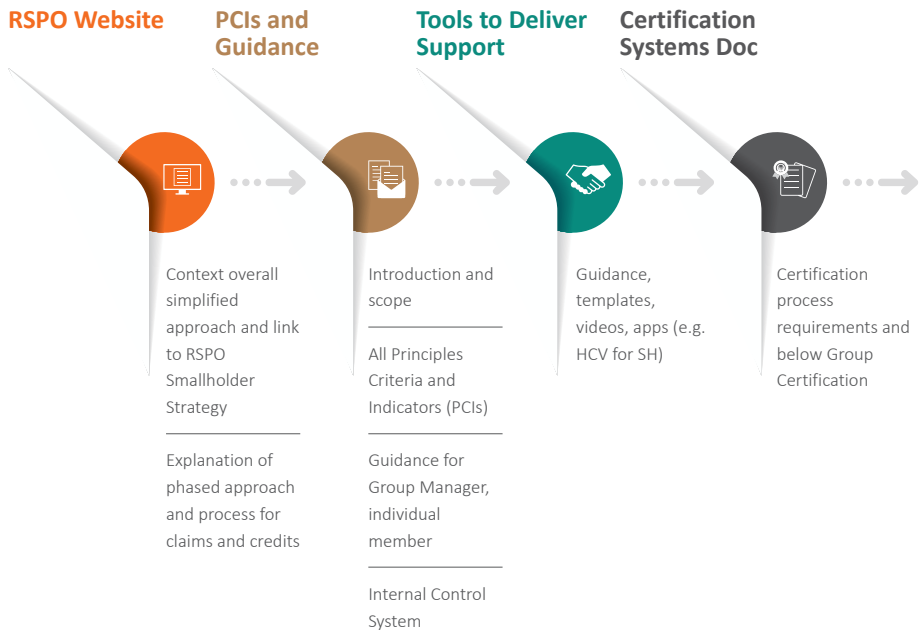 RSPO Website
Context overall
simplified
approach and link
to RSPO
Smallholder
Strategy
Explanation of
phased approach
and process for
claims and credits
PCIs and
Guidance
Introduction and
scope
All Principles
Criteria and
Indicators (PCIs)
Guidance for
Group Manager,
individual
member
Internal Control
System
Tools to Deliver
Support
Guidance,
templates,
videos, apps (e.g.
HCV for SH)
Certification
Systems Doc
Certification
process
requirements and
below Group
Certification